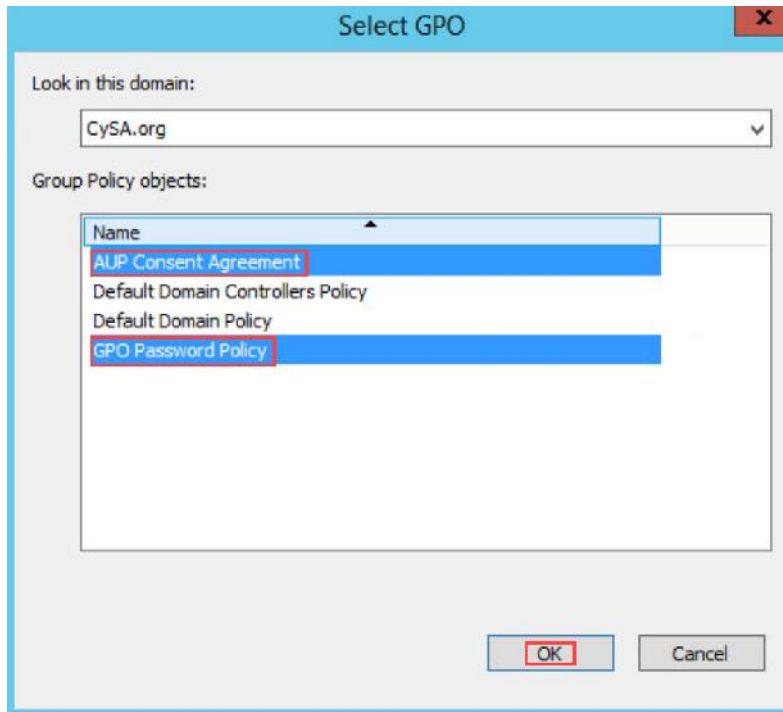 Select GPO
x
Look in this domain:
CySA.org
Group Policy objects:
Name
AUP Consent Agreement
Default Domain Controllers Policy
Default Domain Policy
GPO Password Policy
OK Cancel